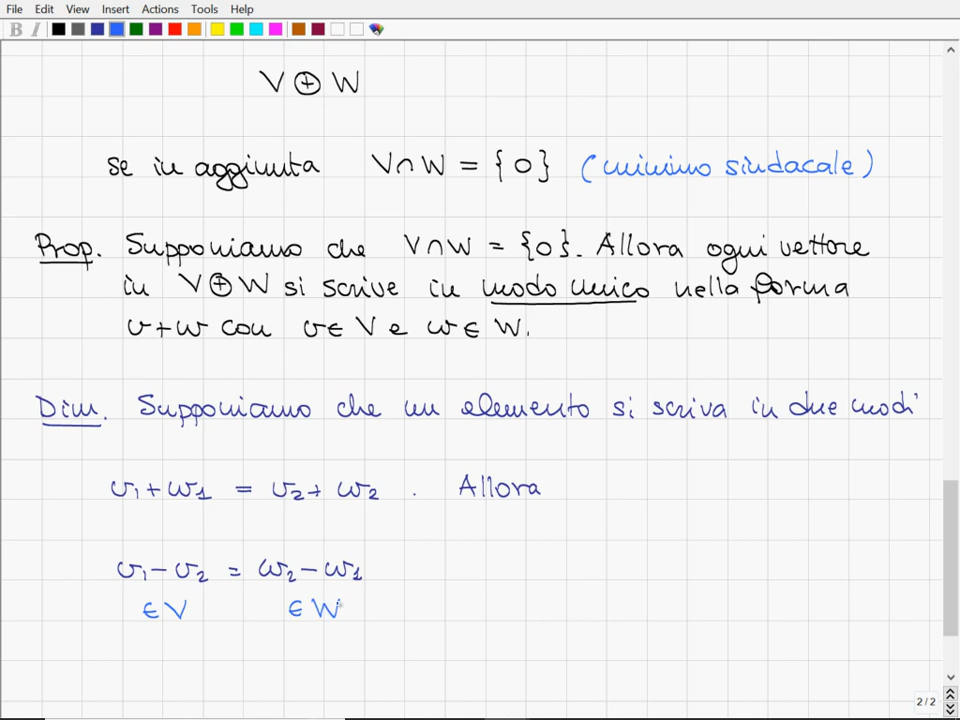 File Edit View Insert Actions Tools Help
B I
V ⊕ W
se in aggiunta V∩W = {0} (minimo sindacale)
Prop. Supponiamo che V∩W = {0}. Allora ogni vettore
in V⊕W si scrive in modo unico nella forma
v+w con v∈V e w∈W.
Dim. Supponiamo che un elemento si scriva in due modi
v₁+w₁ = v₂+w₂ . Allora
v₁-v₂ = w₂-w₁
∈V ∈W
2 / 2